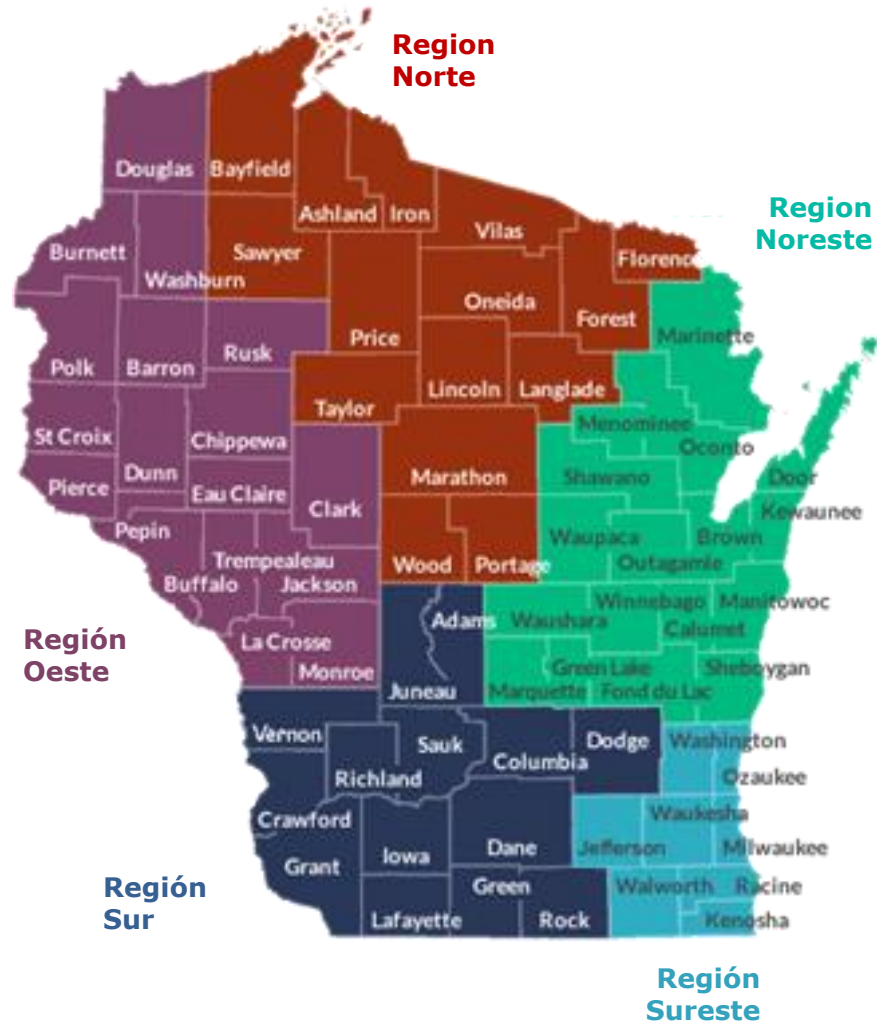 Region
Norte
Douglas Bayfield
Ashland Iron
Region
Noreste
Burnett
Vilas
Washburn
Sawyer
Florence
Oneida
Forest
Marinette
Price
Rusk
Polk
Barron
Lincoln
Langlade
Taylor
Menominee
St Croix
Chippewa
Oconto
Dunn
Marathon
Shawano
Door
Pierce
Eau Claire
Clark
Kewaunee
Pepin
Waupaca
Brown
Trempealeau
Wood
Portage
Outagamie
Buffalo
Jackson
Winnebago
Manitowoc
Adams
Waushara
Calumet
Región
Oeste
La Crosse
Monroe
Green Lake
Sheboygan
Juneau
Marquette
Fond du Lac
Vernon
Sauk
Dodge
Washington
Columbia
Richland
Ozaukee
Crawford
Waukesha
Grant
Iowa
Dane
Jefferson
Milwaukee
Región
Sur
Green
Walworth
Racine
Lafayette
Rock
Kenosha
Región
Sureste